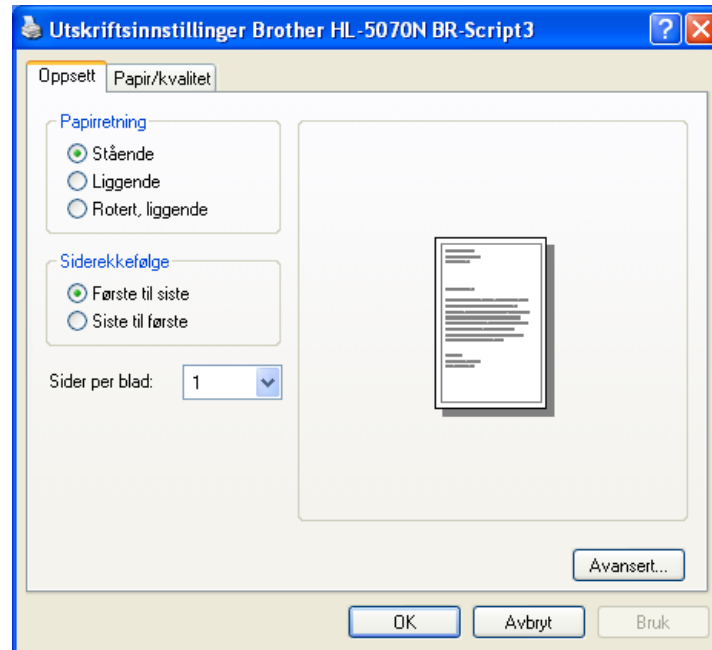 Utskriftsinnstillinger Brother HL-5070N BR-Script3
Oppsett Papir/kvalitet
Papirretning
Stående
Liggende
Rotert, liggende
Siderekkefølge
Første til siste
Siste til første
Sider per blad: 1
Avansert...
OK Avbryt Bruk